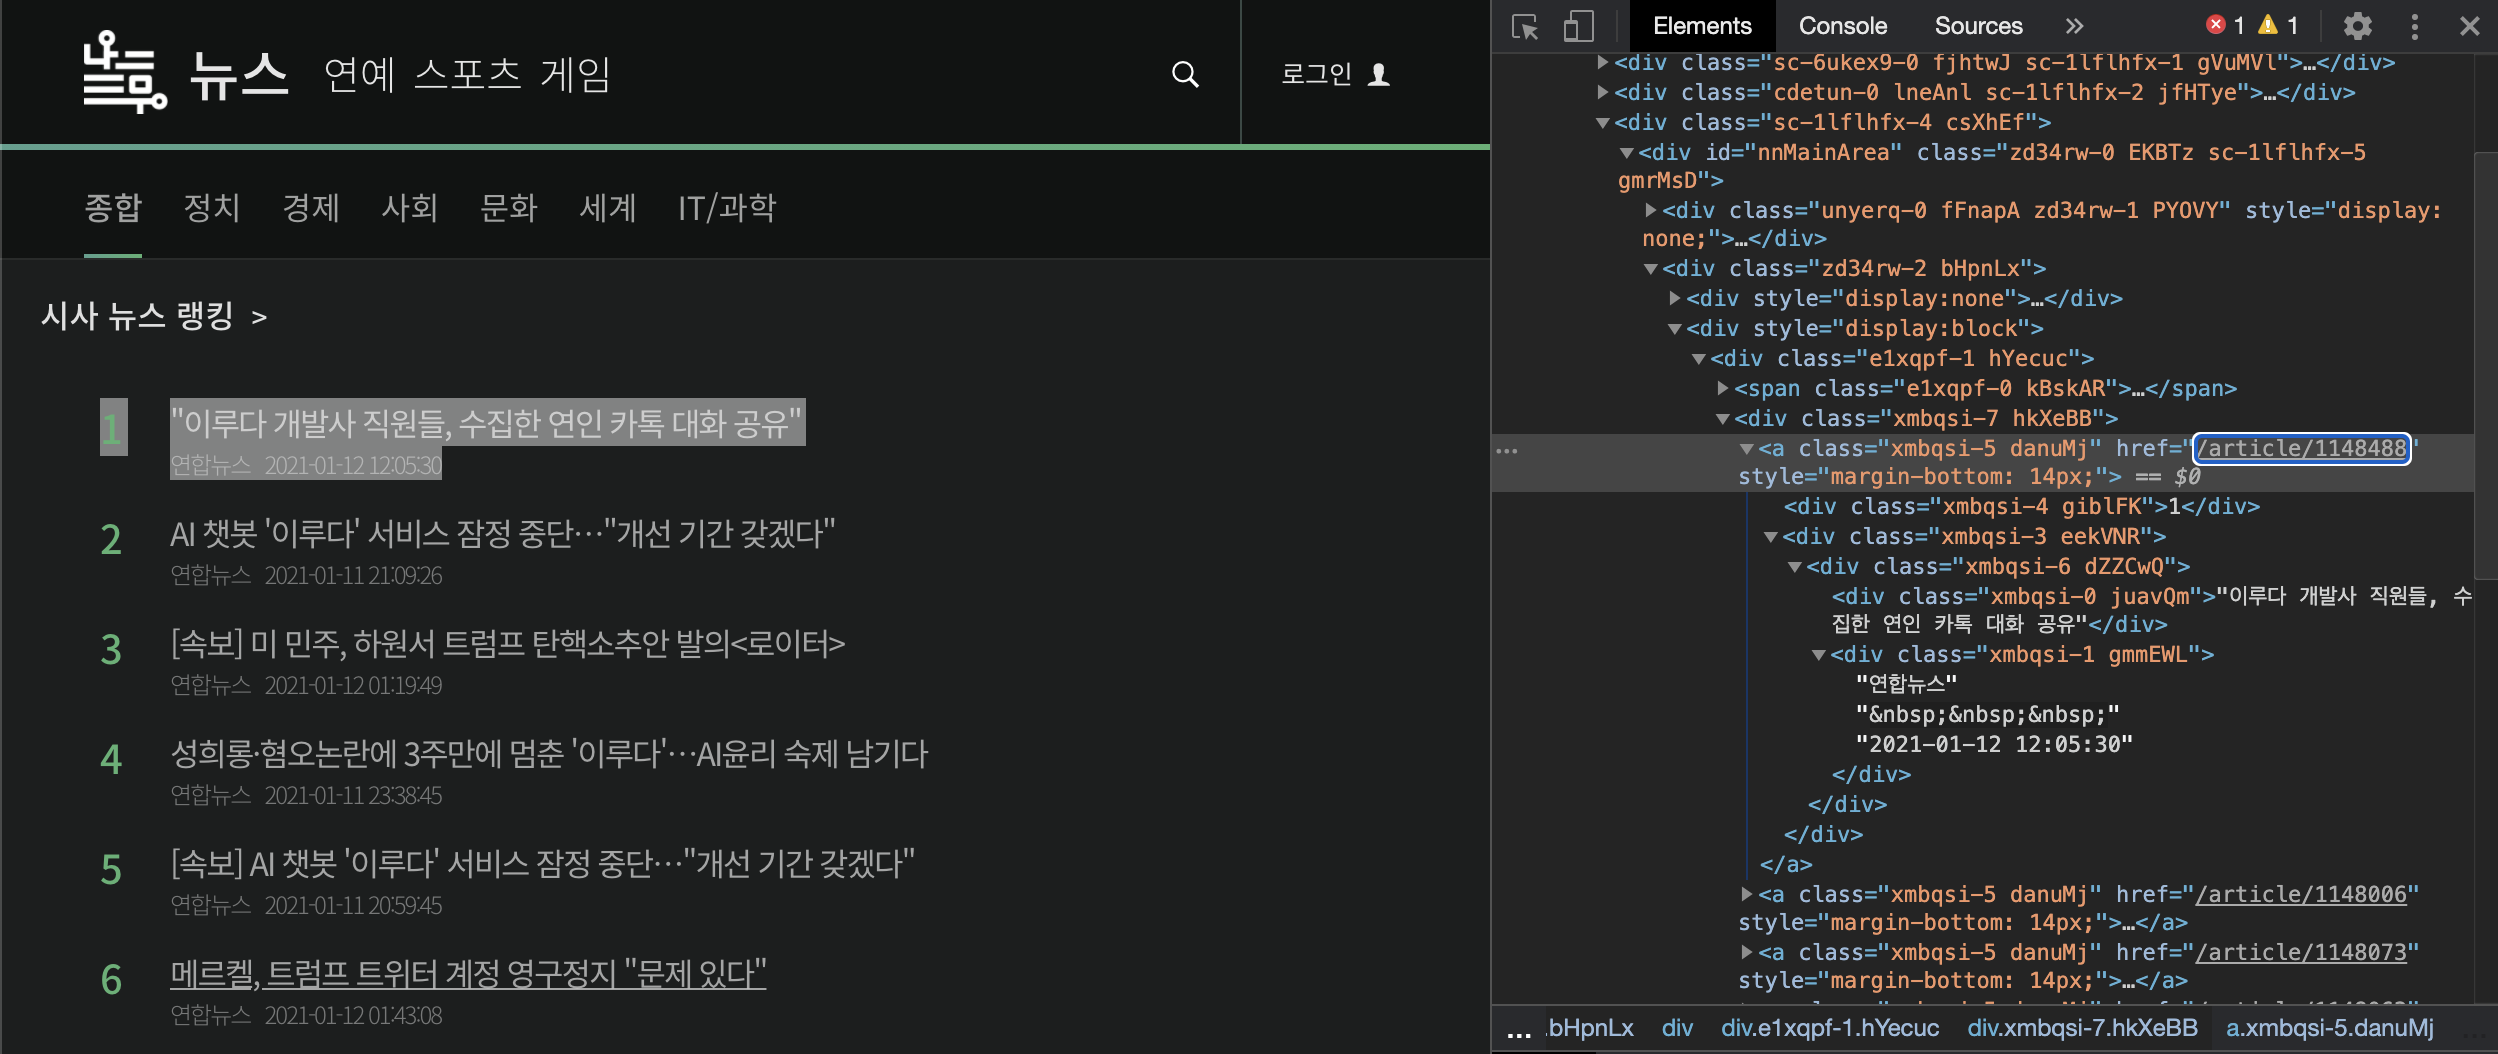 나돔 뉴스 연예 스포츠 게임
로그인
종합 정치 경제 사회 문화 세계 IT/과학
시사 뉴스 랭킹 >
1 "이루다 개발사 직원들, 수집한 연인 카톡 대화 공유"
연합뉴스 2021-01-12 12:05:30
2 AI 챗봇 '이루다' 서비스 잠정 중단…"개선 기간 갖겠다"
연합뉴스 2021-01-11 21:09:26
3 [속보] 미 민주, 하원서 트럼프 탄핵소추안 발의<로이터>
연합뉴스 2021-01-12 01:19:49
4 성희롱·혐오논란에 3주만에 멈춘 '이루다'…AI윤리 숙제 남기다
연합뉴스 2021-01-11 23:38:45
5 [속보] AI 챗봇 '이루다' 서비스 잠정 중단…"개선 기간 갖겠다"
연합뉴스 2021-01-11 20:59:45
6 메르켈, 트럼프 트위터 계정 영구정지 "문제 있다"
연합뉴스 2021-01-12 01:43:08
Elements Console Sources » 1 1
<div class="sc-6ukex9-0 fjhtwJ sc-1lflhfx-1 gVuMVl">…</div>
<div class="cdetun-0 lneAnl sc-1lflhfx-2 jfHTye">…</div>
<div class="sc-1lflhfx-4 csXhEf">
<div id="nnMainArea" class="zd34rw-0 EKBTz sc-1lflhfx-5
gmrMsD">
<div class="unyerq-0 fFnapA zd34rw-1 PYOVY" style="display:
none;">…</div>
<div class="zd34rw-2 bHpnLx">
<div style="display:none">…</div>
<div style="display:block">
<div class="e1xqpf-1 hYecuc">
<span class="e1xqpf-0 kBskAR">…</span>
<div class="xmbqsi-7 hkXeBB">
<a class="xmbqsi-5 danuMj" href="/article/1148488"
style="margin-bottom: 14px;"> == $0
<div class="xmbqsi-4 giblFK">1</div>
<div class="xmbqsi-3 eekVNR">
<div class="xmbqsi-6 dZZCwQ">
<div class="xmbqsi-0 juavQm">"이루다 개발사 직원들, 수
집한 연인 카톡 대화 공유"</div>
<div class="xmbqsi-1 gmmEWL">
"연합뉴스"
"&nbsp;&nbsp;&nbsp;"
"2021-01-12 12:05:30"
</div>
</div>
</div>
</a>
<a class="xmbqsi-5 danuMj" href="/article/1148006"
style="margin-bottom: 14px;">…</a>
<a class="xmbqsi-5 danuMj" href="/article/1148073"
style="margin-bottom: 14px;">…</a>
... .bHpnLx div div.e1xqpf-1.hYecuc div.xmbqsi-7.hkXeBB a.xmbqsi-5.danuMj